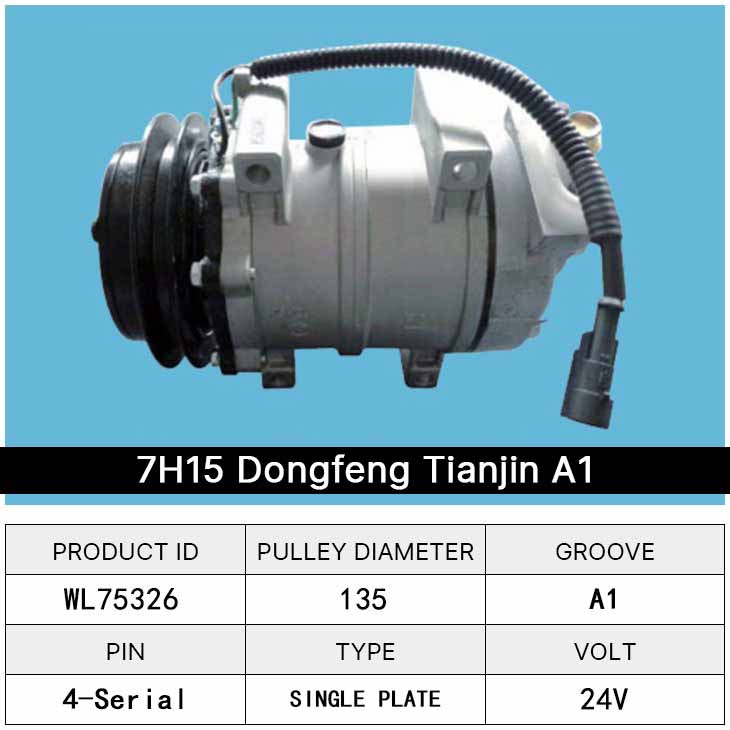 7H15 Dongfeng Tianjin A1
PRODUCT ID PULLEY DIAMETER GROOVE
WL75326 135 A1
PIN TYPE VOLT
4-Serial SINGLE PLATE 24V